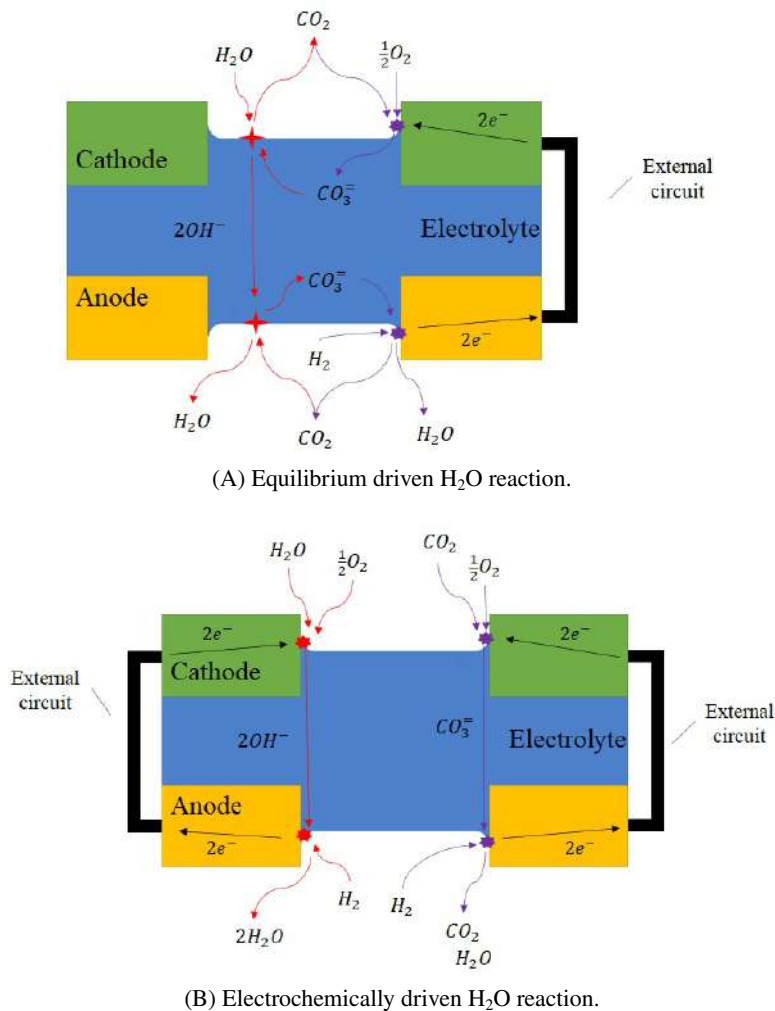 CO₂
H₂O
½O₂
2e⁻
Cathode
External
circuit
CO₃⁼
2OH⁻
Electrolyte
CO₃⁼
Anode
2e⁻
H₂
H₂O
CO₂
H₂O
(A) Equilibrium driven H₂O reaction.
H₂O
½O₂
CO₂
½O₂
2e⁻
2e⁻
Cathode
External
circuit
2OH⁻
CO₃⁼
Electrolyte
External
circuit
Anode
2e⁻
2e⁻
H₂
H₂
2H₂O
CO₂
H₂O
(B) Electrochemically driven H₂O reaction.